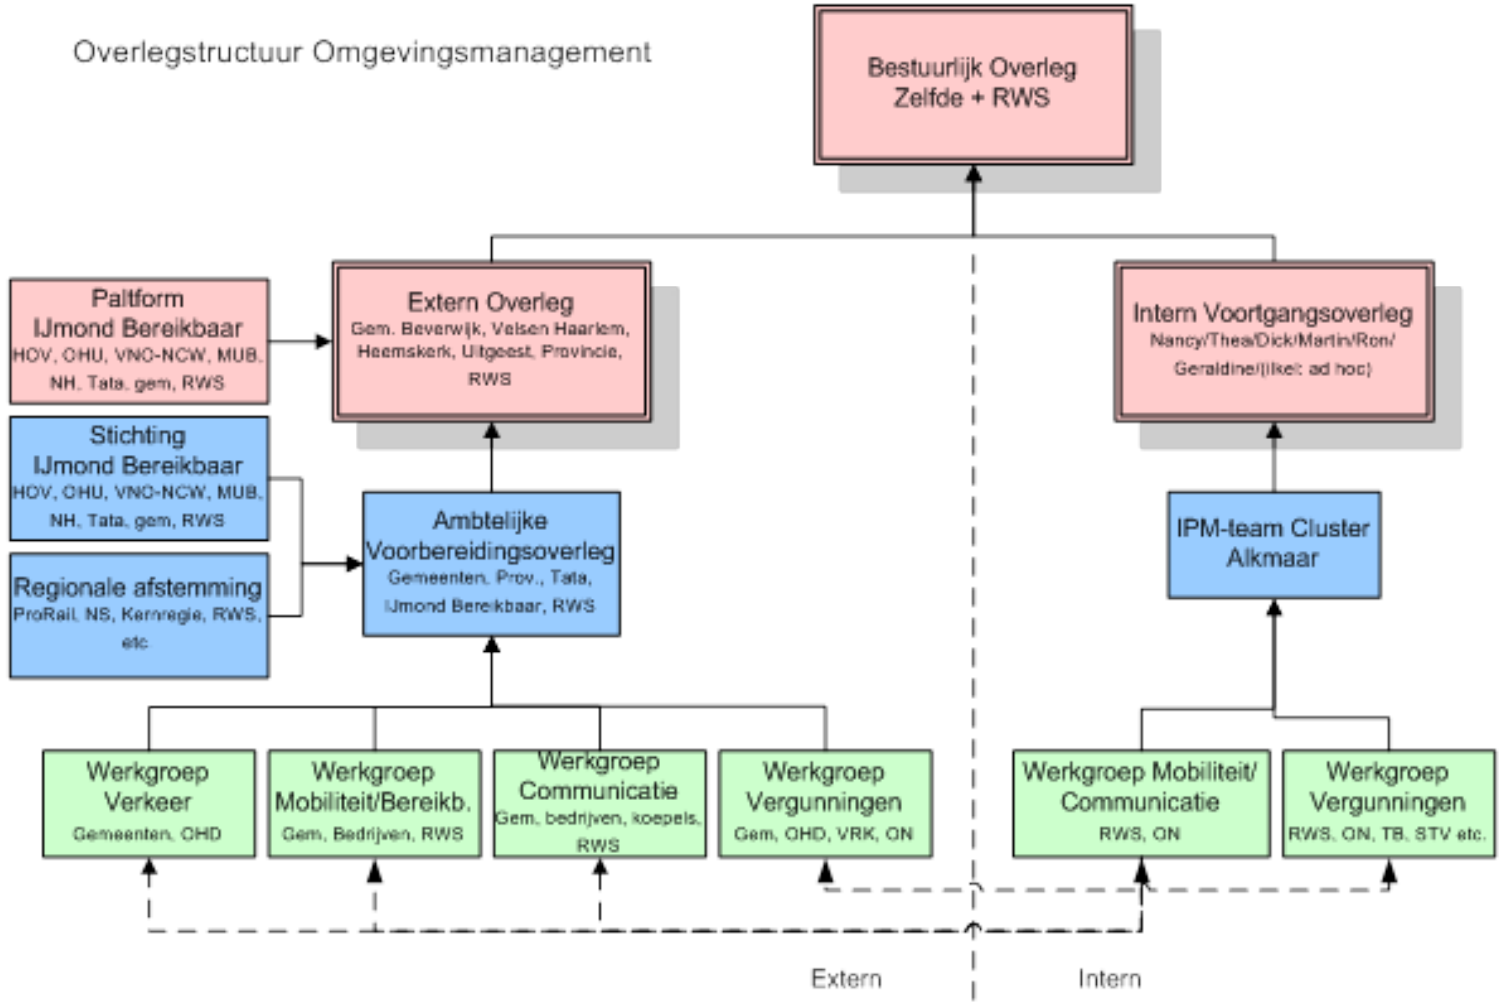 Overlegstructuur Omgevingsmanagement
Bestuurlijk Overleg
Zelfde + RWS
Paltform
IJmond Bereikbaar
HOV, OHU, VNO-NCW, MUB,
NH, Tata, gem, RWS
Extern Overleg
Gem. Beverwijk, Velsen Haarlem,
Heemskerk, Uitgeest, Provincie,
RWS
Intern Voortgangsoverleg
Nancy/Thea/Dick/Martin/Ron/
Geraldine/(ilkel: ad hoc)
Stichting
IJmond Bereikbaar
HOV, OHU, VNO-NCW, MUB,
NH, Tata, gem, RWS
Ambtelijke
Voorbereidingsoverleg
Gemeenten, Prov., Tata,
IJmond Bereikbaar, RWS
IPM-team Cluster
Alkmaar
Regionale afstemming
ProRail, NS, Kernregie, RWS,
etc
Werkgroep
Verkeer
Gemeenten, OHD
Werkgroep
Mobiliteit/Bereikb.
Gem, Bedrijven, RWS
Werkgroep
Communicatie
Gem, bedrijven, koepels,
RWS
Werkgroep
Vergunningen
Gem, OHD, VRK, ON
Werkgroep Mobiliteit/
Communicatie
RWS, ON
Werkgroep
Vergunningen
RWS, ON, TB, STV etc.
Extern
Intern